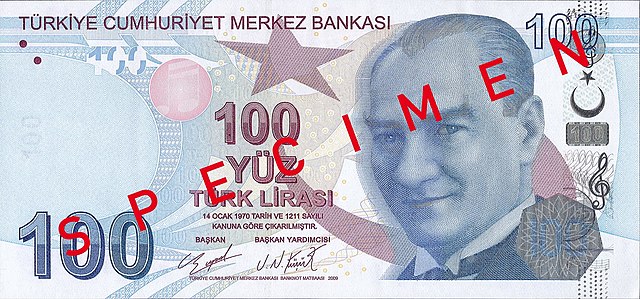 TÜRKİYE CUMHURİYET MERKEZ BANKASI
100
100
100
YÜZ
TÜRK LİRASI
14 OCAK 1970 TARİH VE 1211 SAYILI
KANUNA GÖRE ÇIKARILMIŞTIR.
BAŞKAN BAŞKAN YARDIMCISI
100
100
TÜRKİYE CUMHURİYET MERKEZ BANKASI BANKNOT MATBAASI 2009
SPECIMEN